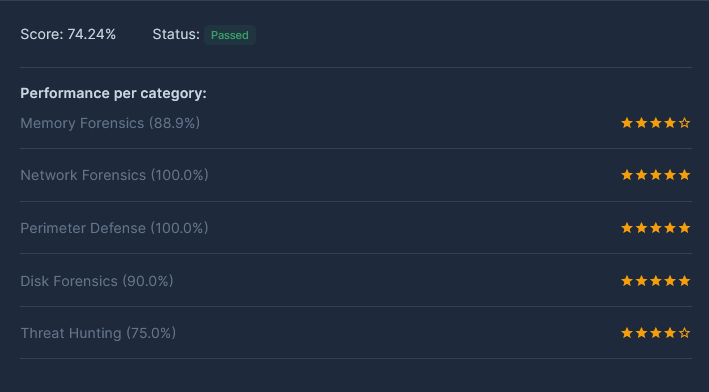 Score: 74.24% Status: Passed
Performance per category:
Memory Forensics (88.9%)
Network Forensics (100.0%)
Perimeter Defense (100.0%)
Disk Forensics (90.0%)
Threat Hunting (75.0%)